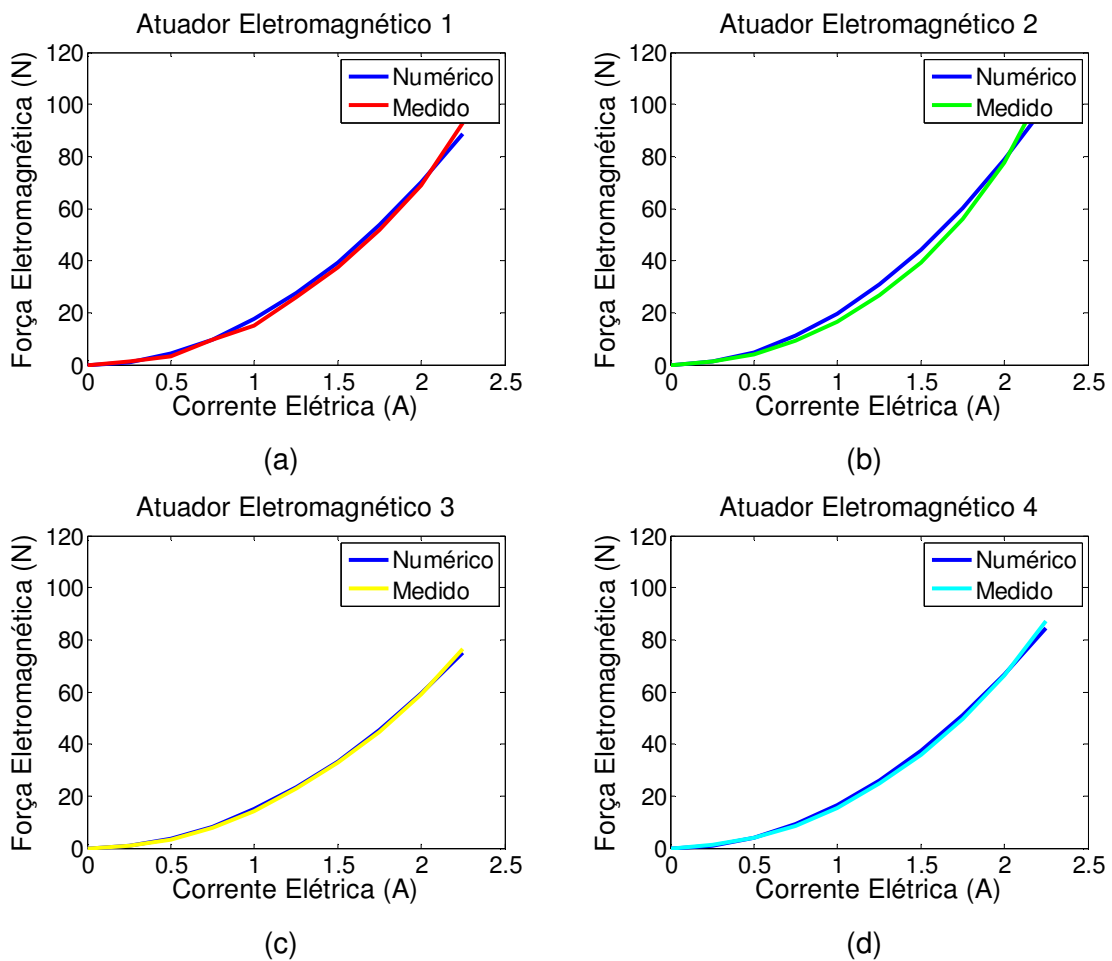 Atuador Eletromagnético 1
Força Eletromagnética (N)
120
100
80
60
40
20
0
Numérico
Medido
0 0.5 1 1.5 2 2.5
Corrente Elétrica (A)
(a)
Atuador Eletromagnético 2
Força Eletromagnética (N)
120
100
80
60
40
20
0
Numérico
Medido
0 0.5 1 1.5 2 2.5
Corrente Elétrica (A)
(b)
Atuador Eletromagnético 3
Força Eletromagnética (N)
120
100
80
60
40
20
0
Numérico
Medido
0 0.5 1 1.5 2 2.5
Corrente Elétrica (A)
(c)
Atuador Eletromagnético 4
Força Eletromagnética (N)
120
100
80
60
40
20
0
Numérico
Medido
0 0.5 1 1.5 2 2.5
Corrente Elétrica (A)
(d)